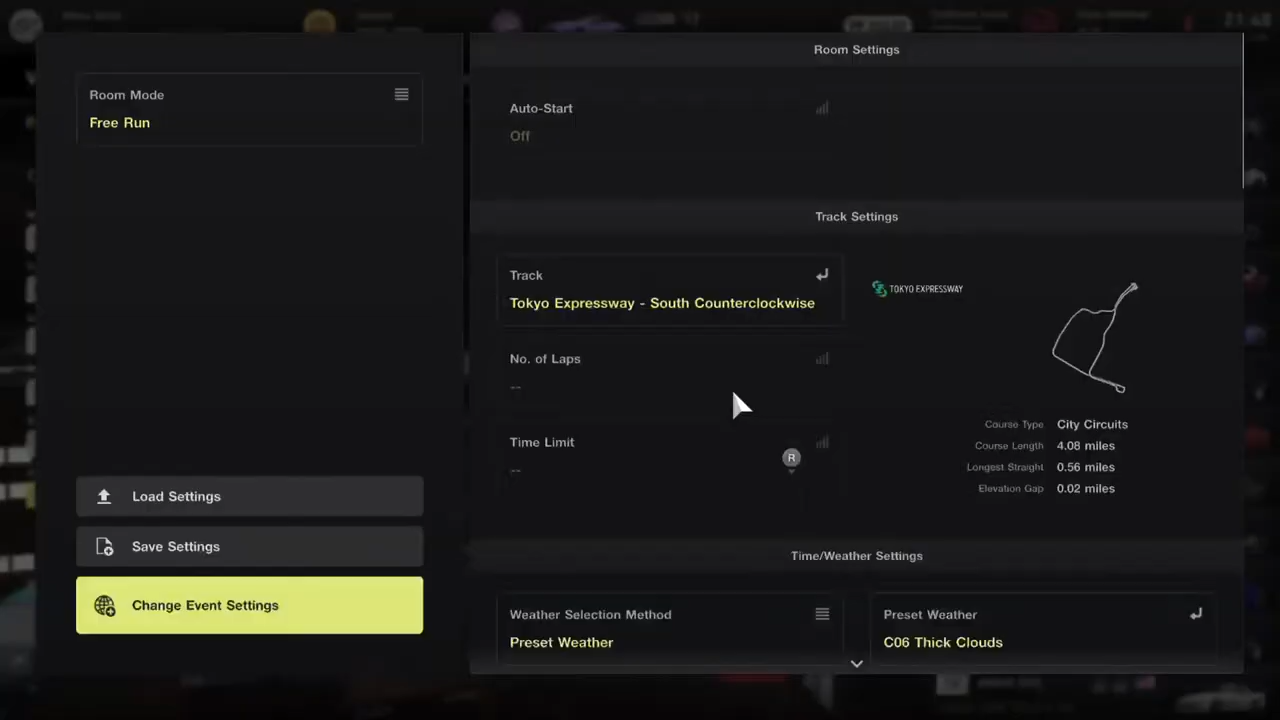 Room Mode
Free Run
Load Settings
Save Settings
Change Event Settings
Room Settings
Auto-Start
Off
Track Settings
Track
Tokyo Expressway - South Counterclockwise
TOKYO EXPRESSWAY
No. of Laps
--
Time Limit
--
R
Course Type City Circuits
Course Length 4.08 miles
Longest Straight 0.56 miles
Elevation Gap 0.02 miles
Time/Weather Settings
Weather Selection Method
Preset Weather
Preset Weather
C06 Thick Clouds